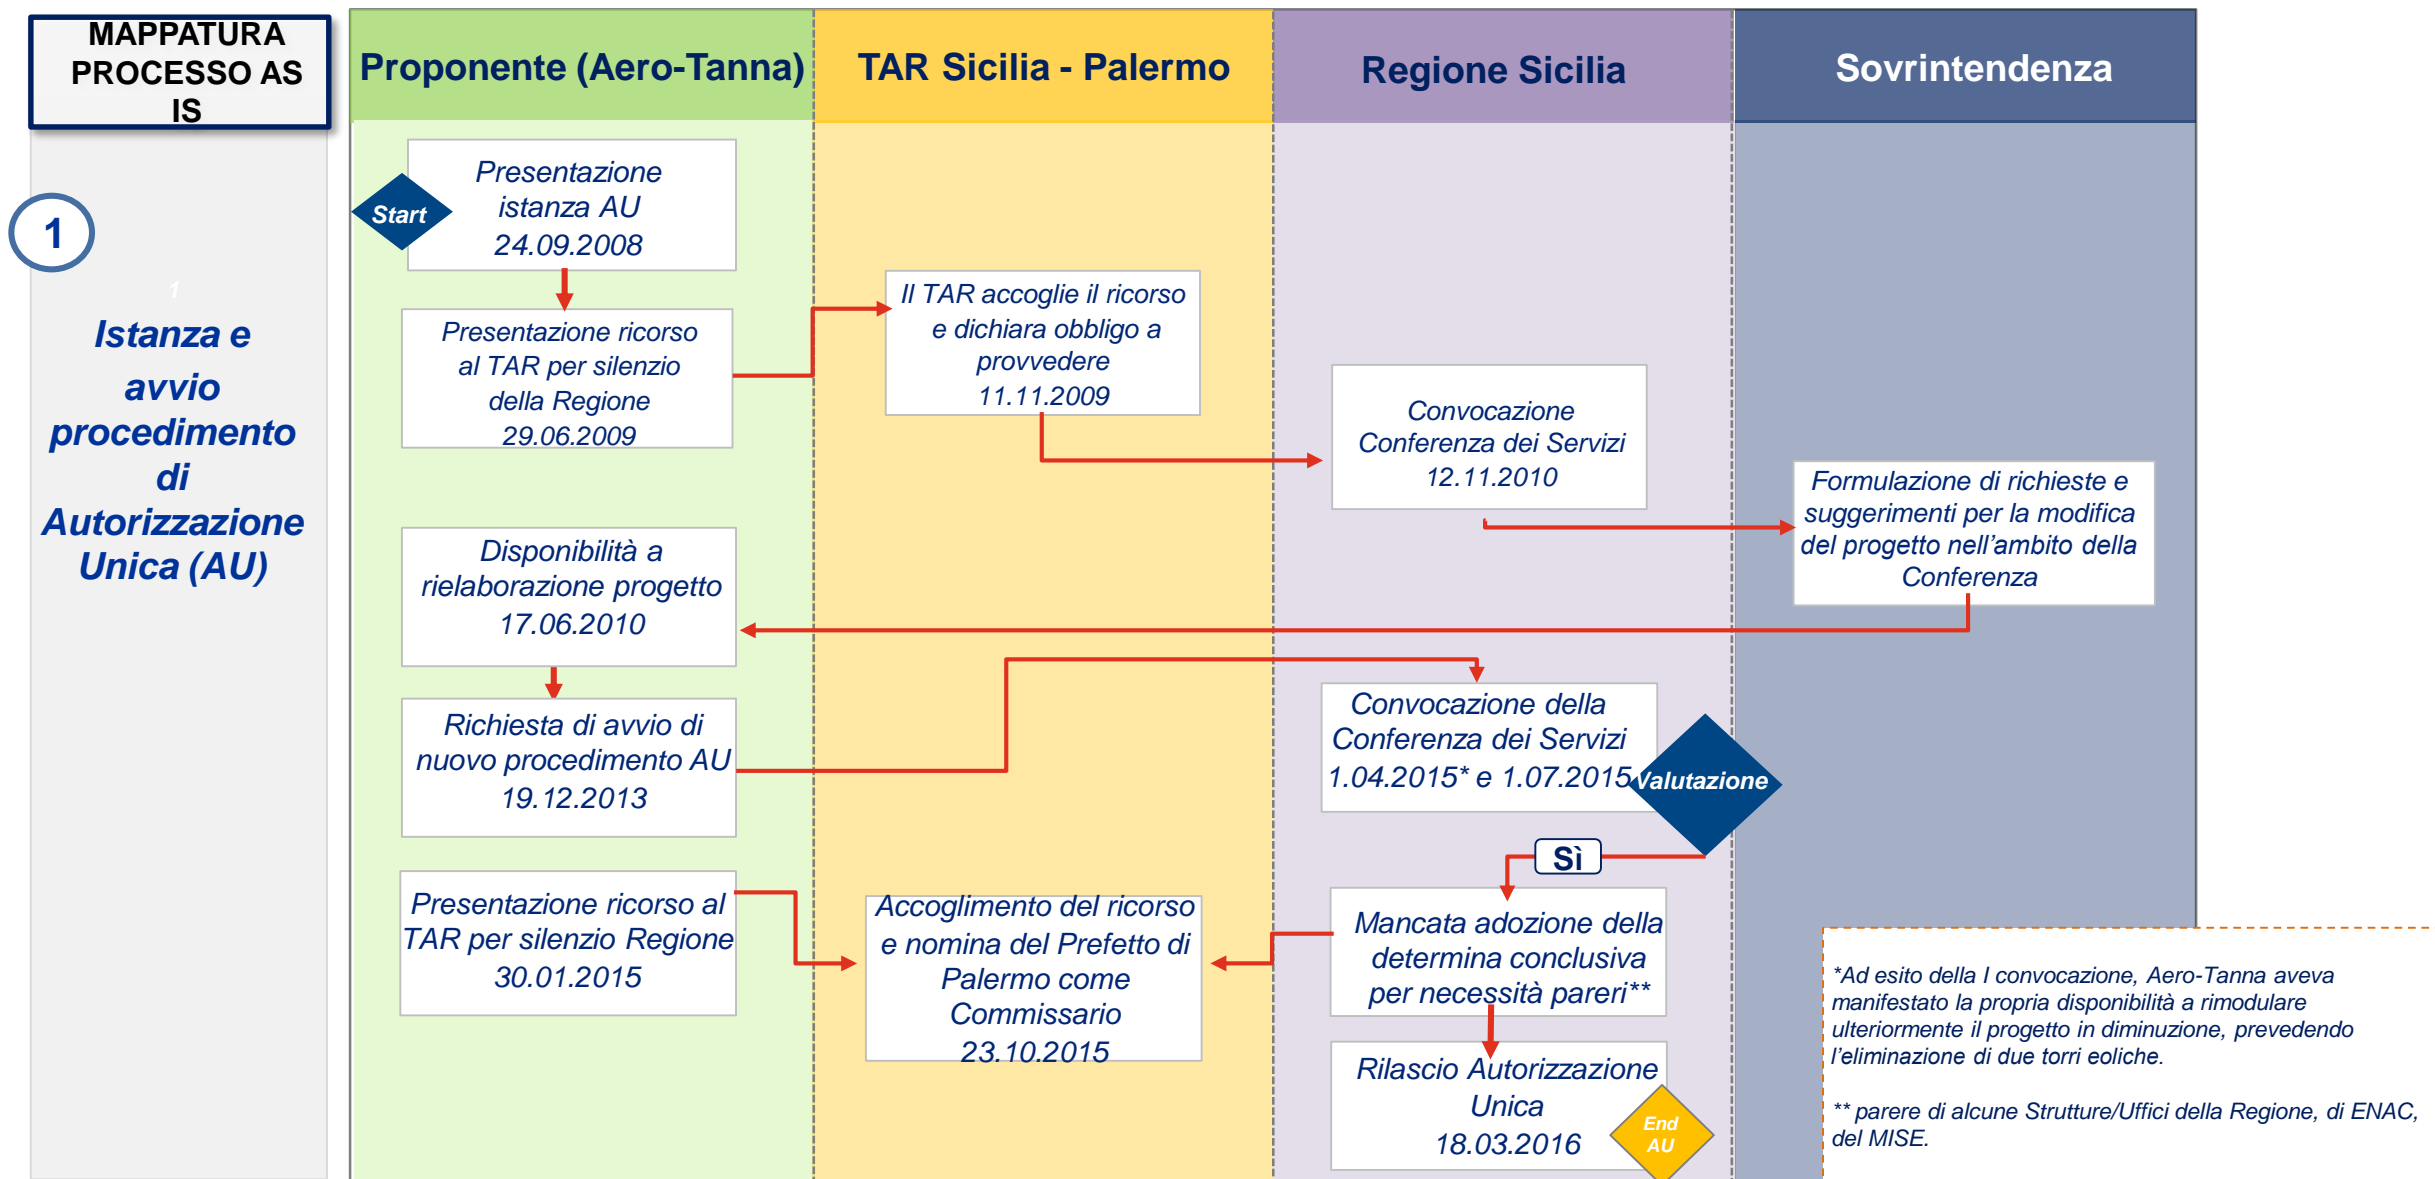 MAPPATURA
PROCESSO AS
IS
1
1
Istanza e
avvio
procedimento
di
Autorizzazione
Unica (AU)
Proponente (Aero-Tanna)
TAR Sicilia - Palermo
Regione Sicilia
Sovrintendenza
Start
Presentazione
istanza AU
24.09.2008
Presentazione ricorso
al TAR per silenzio
della Regione
29.06.2009
Il TAR accoglie il ricorso
e dichiara obbligo a
provvedere
11.11.2009
Convocazione
Conferenza dei Servizi
12.11.2010
Formulazione di richieste e
suggerimenti per la modifica
del progetto nell'ambito della
Conferenza
Disponibilità a
rielaborazione progetto
17.06.2010
Richiesta di avvio di
nuovo procedimento AU
19.12.2013
Convocazione della
Conferenza dei Servizi
1.04.2015* e 1.07.2015
Valutazione
Sì
Presentazione ricorso al
TAR per silenzio Regione
30.01.2015
Accoglimento del ricorso
e nomina del Prefetto di
Palermo come
Commissario
23.10.2015
Mancata adozione della
determina conclusiva
per necessità pareri**
Rilascio Autorizzazione
Unica
18.03.2016
End
AU
*Ad esito della I convocazione, Aero-Tanna aveva
manifestato la propria disponibilità a rimodulare
ulteriormente il progetto in diminuzione, prevedendo
l'eliminazione di due torri eoliche.
** parere di alcune Strutture/Uffici della Regione, di ENAC,
del MISE.